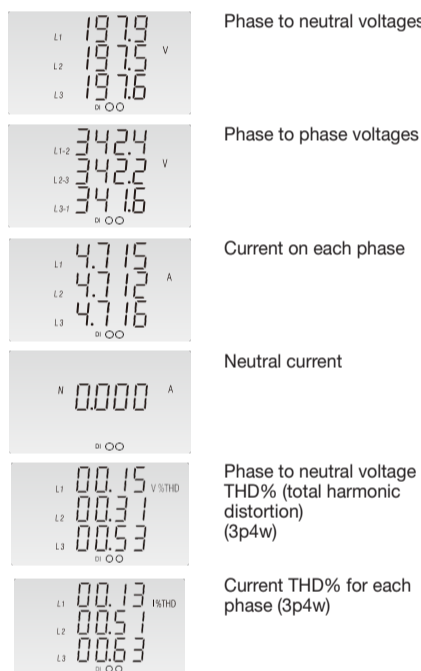 L1 197.9
L2 197.5 V
L3 197.6
DI
Phase to neutral voltages
L1-2 342.4
L2-3 342.2 V
L3-1 341.6
DI
Phase to phase voltages
L1 4.715
L2 4.712 A
L3 4.716
DI
Current on each phase
N 0.000 A
DI
Neutral current
L1 00.15 V%THD
L2 00.31
L3 00.53
DI
Phase to neutral voltage
THD% (total harmonic
distortion)
(3p4w)
L1 00.13 I%THD
L2 00.51
L3 00.63
DI
Current THD% for each
phase (3p4w)